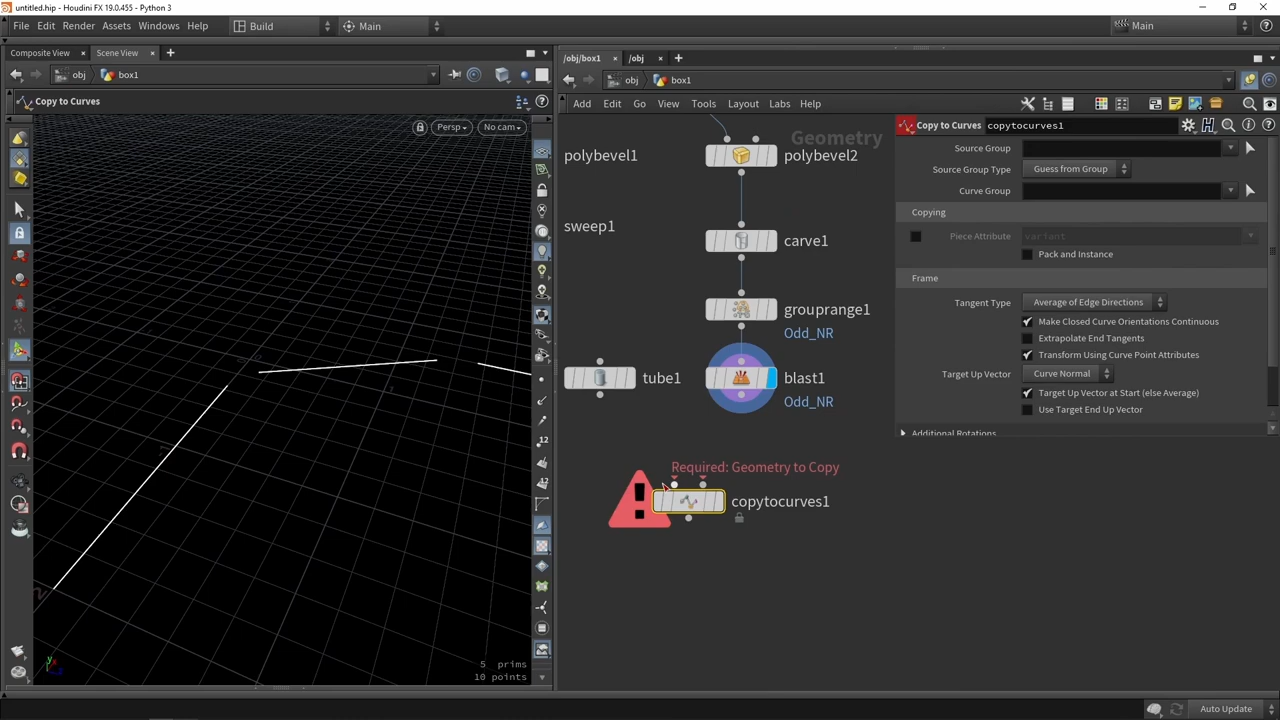 untitled.hip - Houdini FX 19.0.455 - Python 3
File Edit Render Assets Windows Help Build Main Main
Composite View Scene View
obj box1
Copy to Curves
Persp No cam
5 prims
10 points
/obj/box1 /obj
obj box1
Add Edit Go View Tools Layout Labs Help
Geometry
polybevel1
polybevel2
sweep1
carve1
grouprange1
Odd_NR
tube1
blast1
Odd_NR
Required: Geometry to Copy
copytocurves1
Copy to Curves copytocurves1
Source Group
Source Group Type Guess from Group
Curve Group
Copying
Piece Attribute variant
Pack and Instance
Frame
Tangent Type Average of Edge Directions
Make Closed Curve Orientations Continuous
Extrapolate End Tangents
Transform Using Curve Point Attributes
Target Up Vector Curve Normal
Target Up Vector at Start (else Average)
Use Target End Up Vector
Additional Rotations
Auto Update